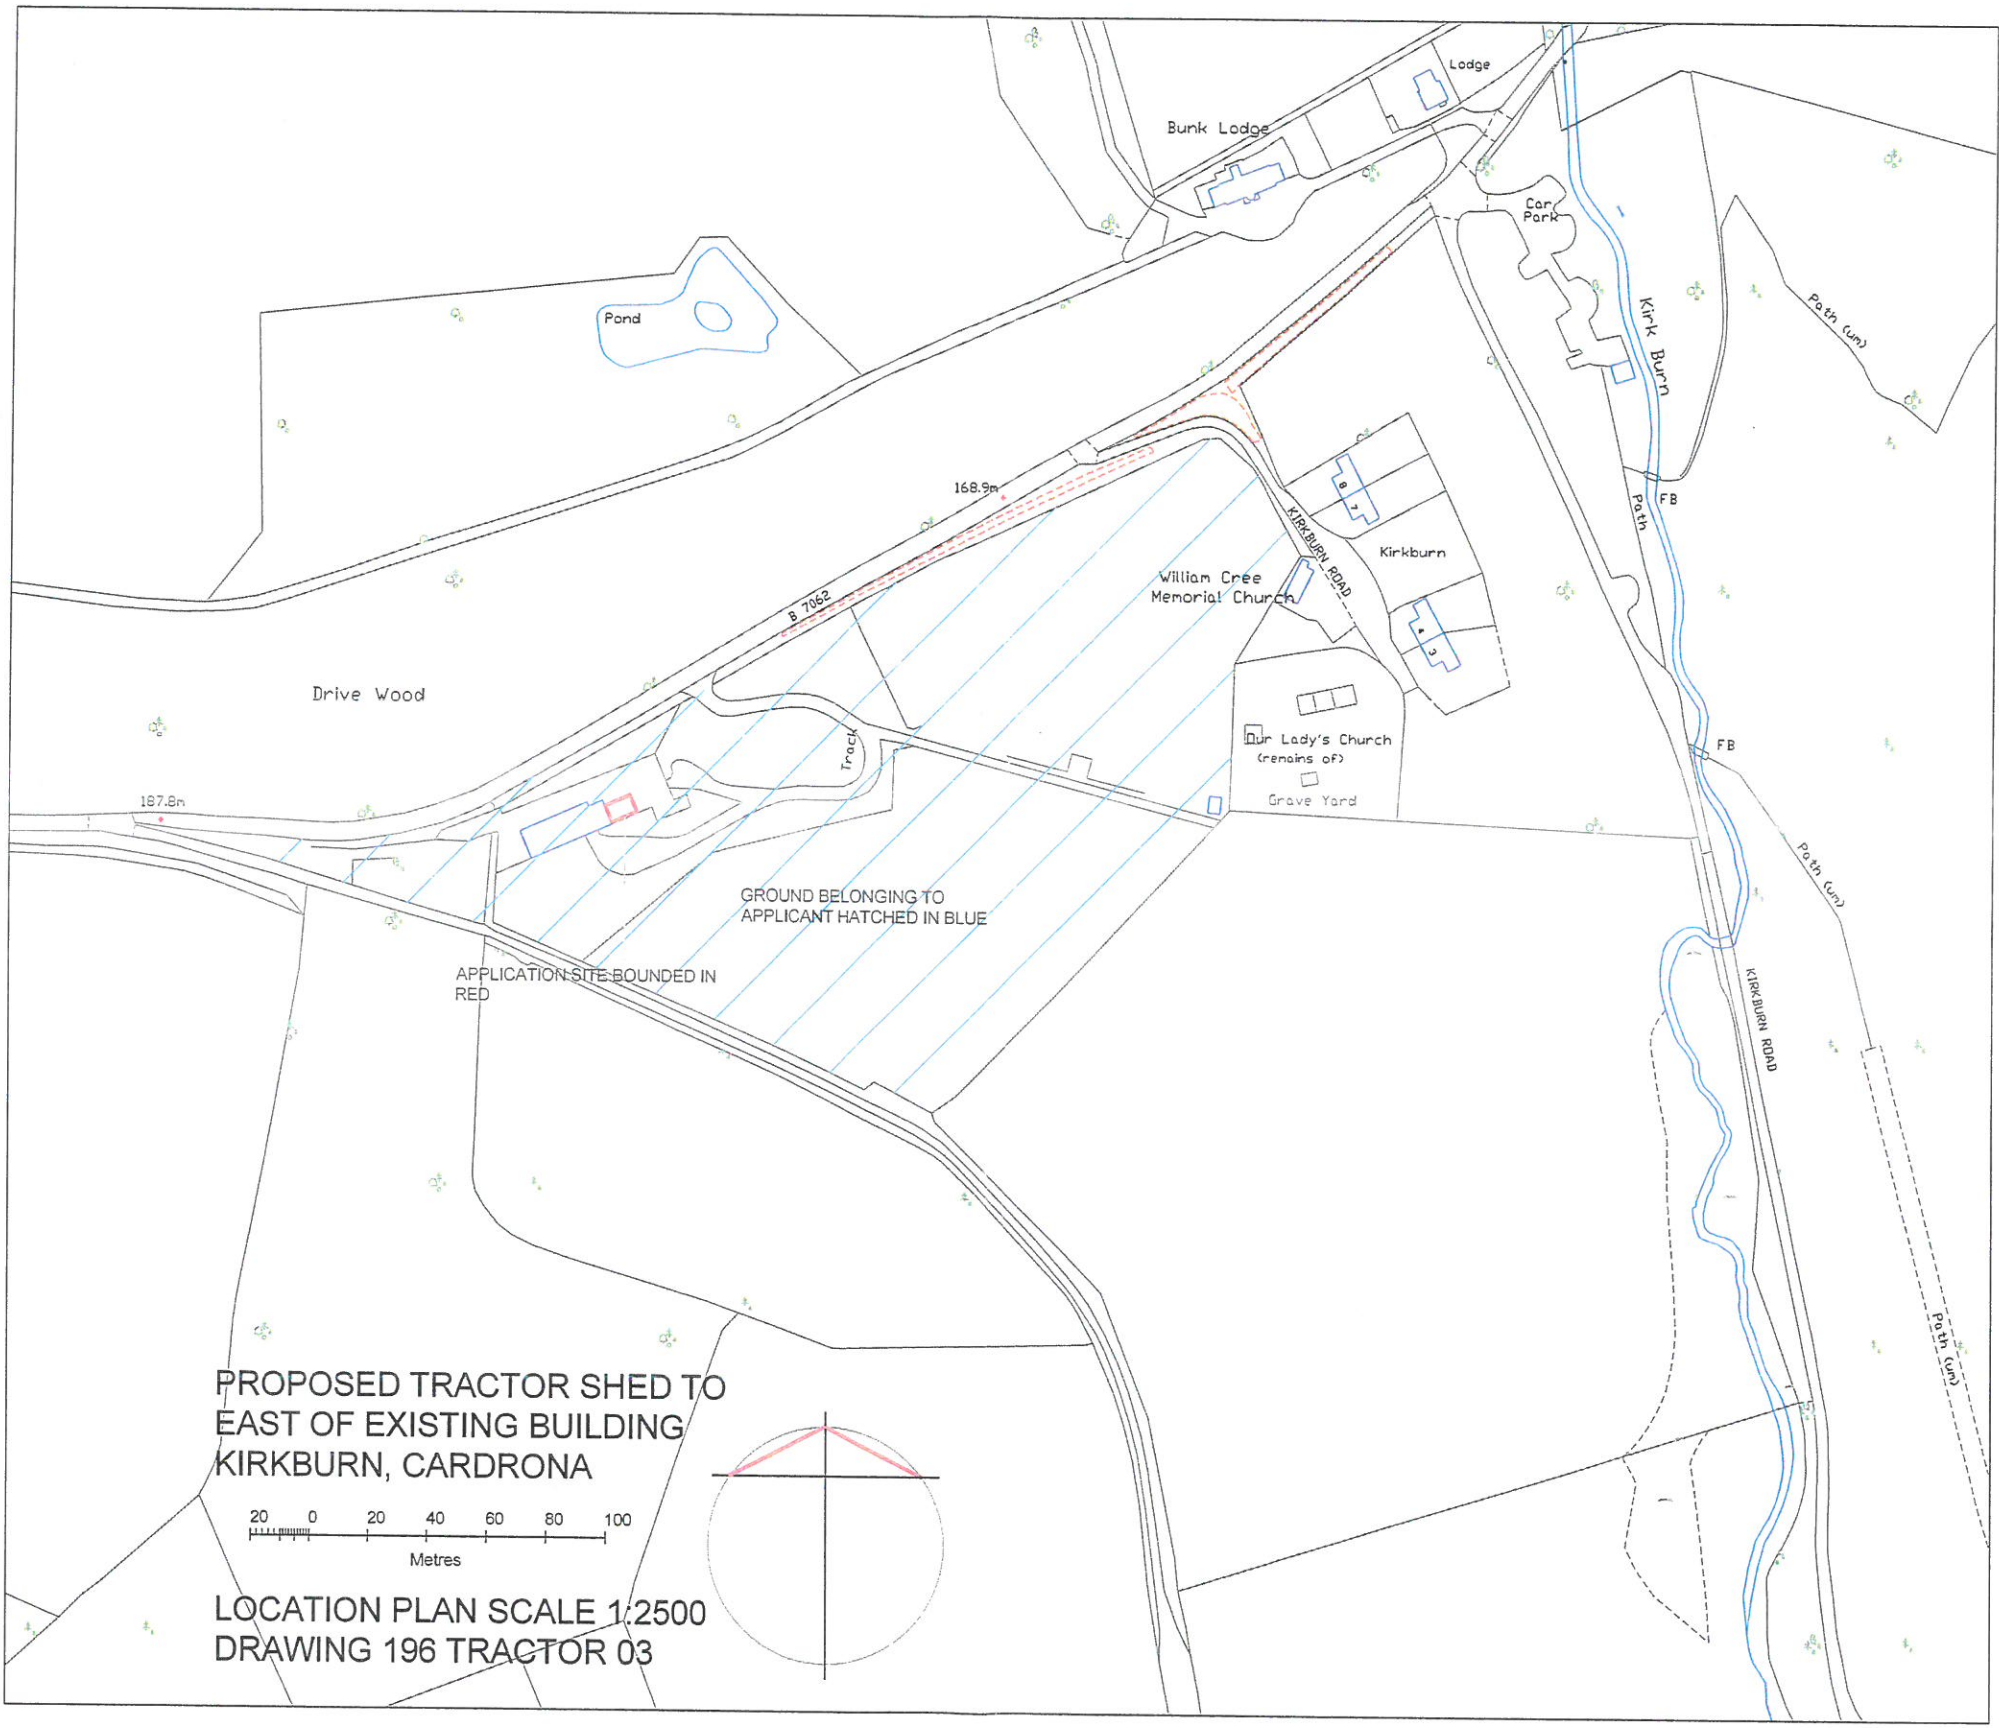 Lodge
Bunk Lodge
Car
Park
Path (um)
Kirk Burn
Pond
168.9m
8
7
KIRKBURN ROAD
Path
FB
Kirkburn
William Cree
Memorial Church
B 7062
4
3
Drive Wood
Track
Our Lady's Church
(remains of)
Grave Yard
FB
187.8m
Path (um)
GROUND BELONGING TO
APPLICANT HATCHED IN BLUE
APPLICATION SITE BOUNDED IN
RED
KIRKBURN ROAD
Path (um)
PROPOSED TRACTOR SHED TO
EAST OF EXISTING BUILDING
KIRKBURN, CARDRONA
20 0 20 40 60 80 100
Metres
LOCATION PLAN SCALE 1:2500
DRAWING 196 TRACTOR 03